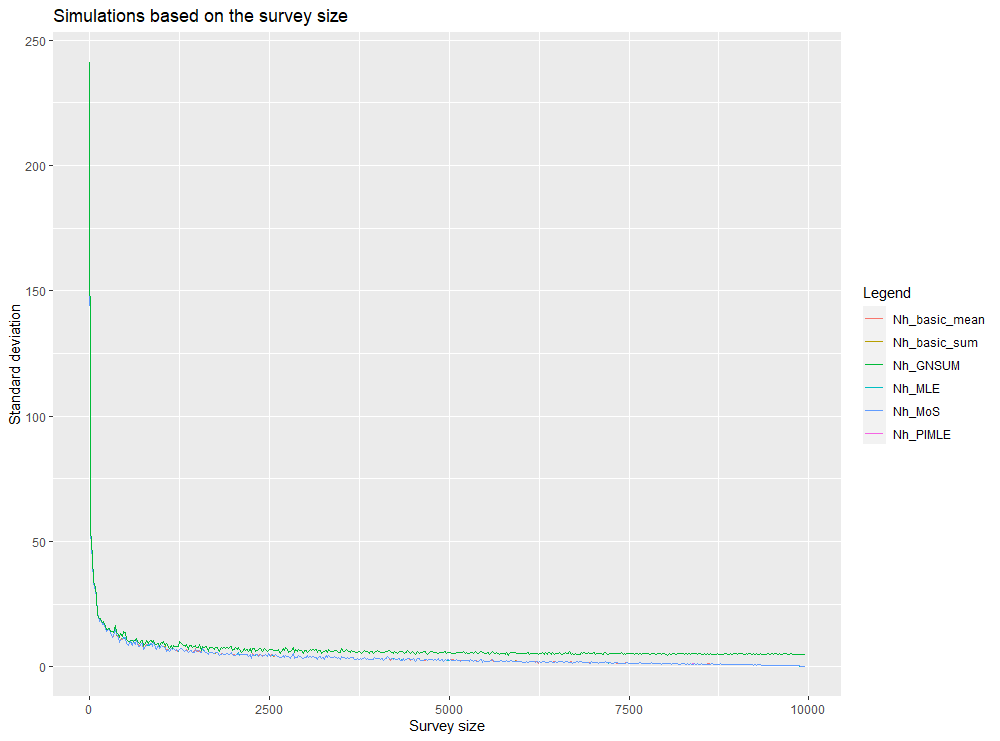 Simulations based on the survey size
250
200
150
100
50
0
Standard deviation
0
2500
5000
7500
10000
Survey size
Legend
Nh_basic_mean
Nh_basic_sum
Nh_GNSUM
Nh_MLE
Nh_MoS
Nh_PIMLE